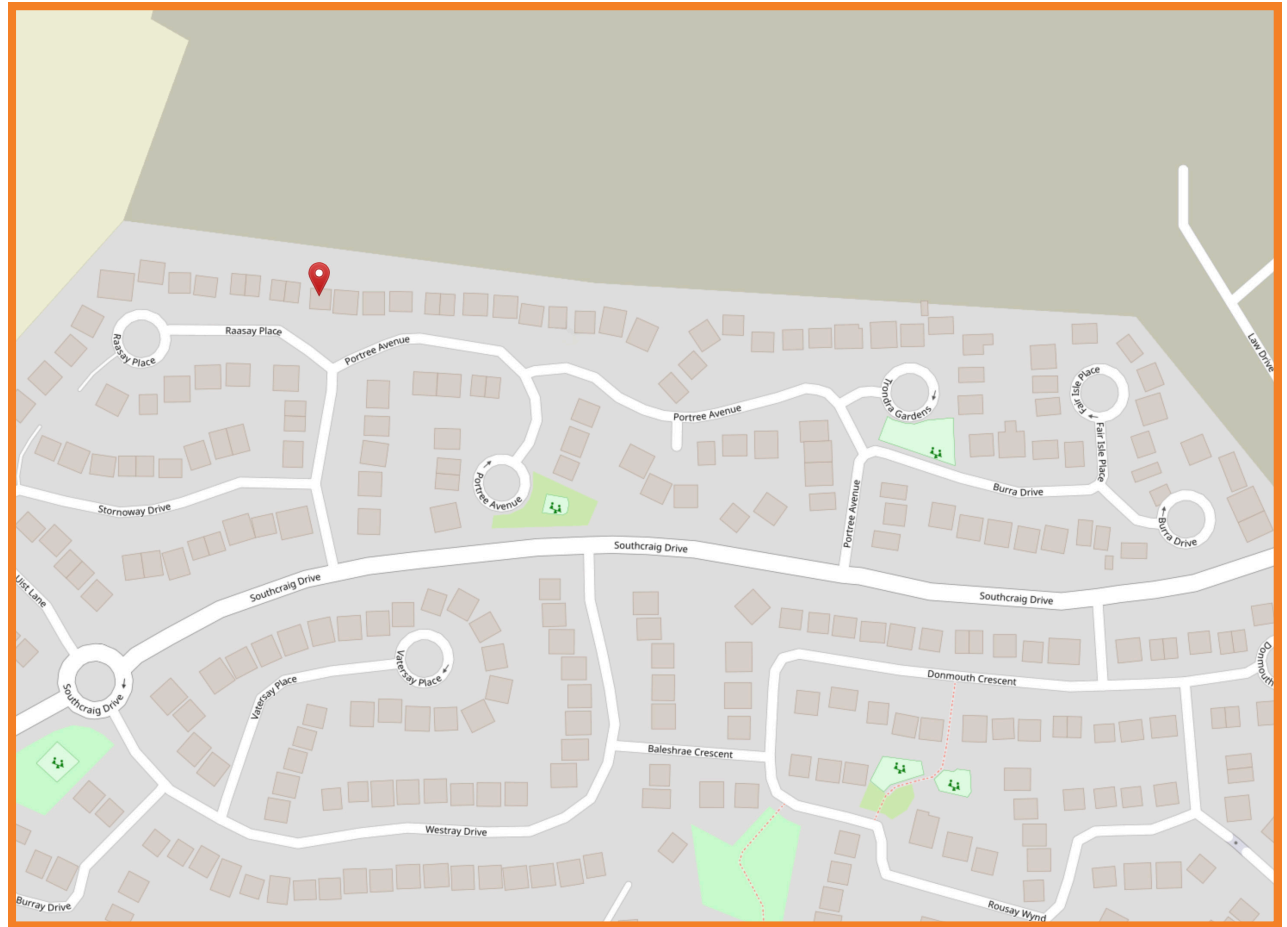 Raasay Place
Portree Avenue
Raasay Place
Law Drive
Fair Isle Place
Trondra Gardens
Portree Avenue
Fair Isle Place
Portree Avenue
Burra Drive
Stornoway Drive
Portree Avenue
Burra Drive
Southcraig Drive
Southcraig Drive
Uist Lane
Southcraig Drive
Vatersay Place
Donmouth
Donmouth Crescent
Southcraig Drive
Vatersay Place
Baleshrae Crescent
Westray Drive
Burray Drive
Rousay Wynd